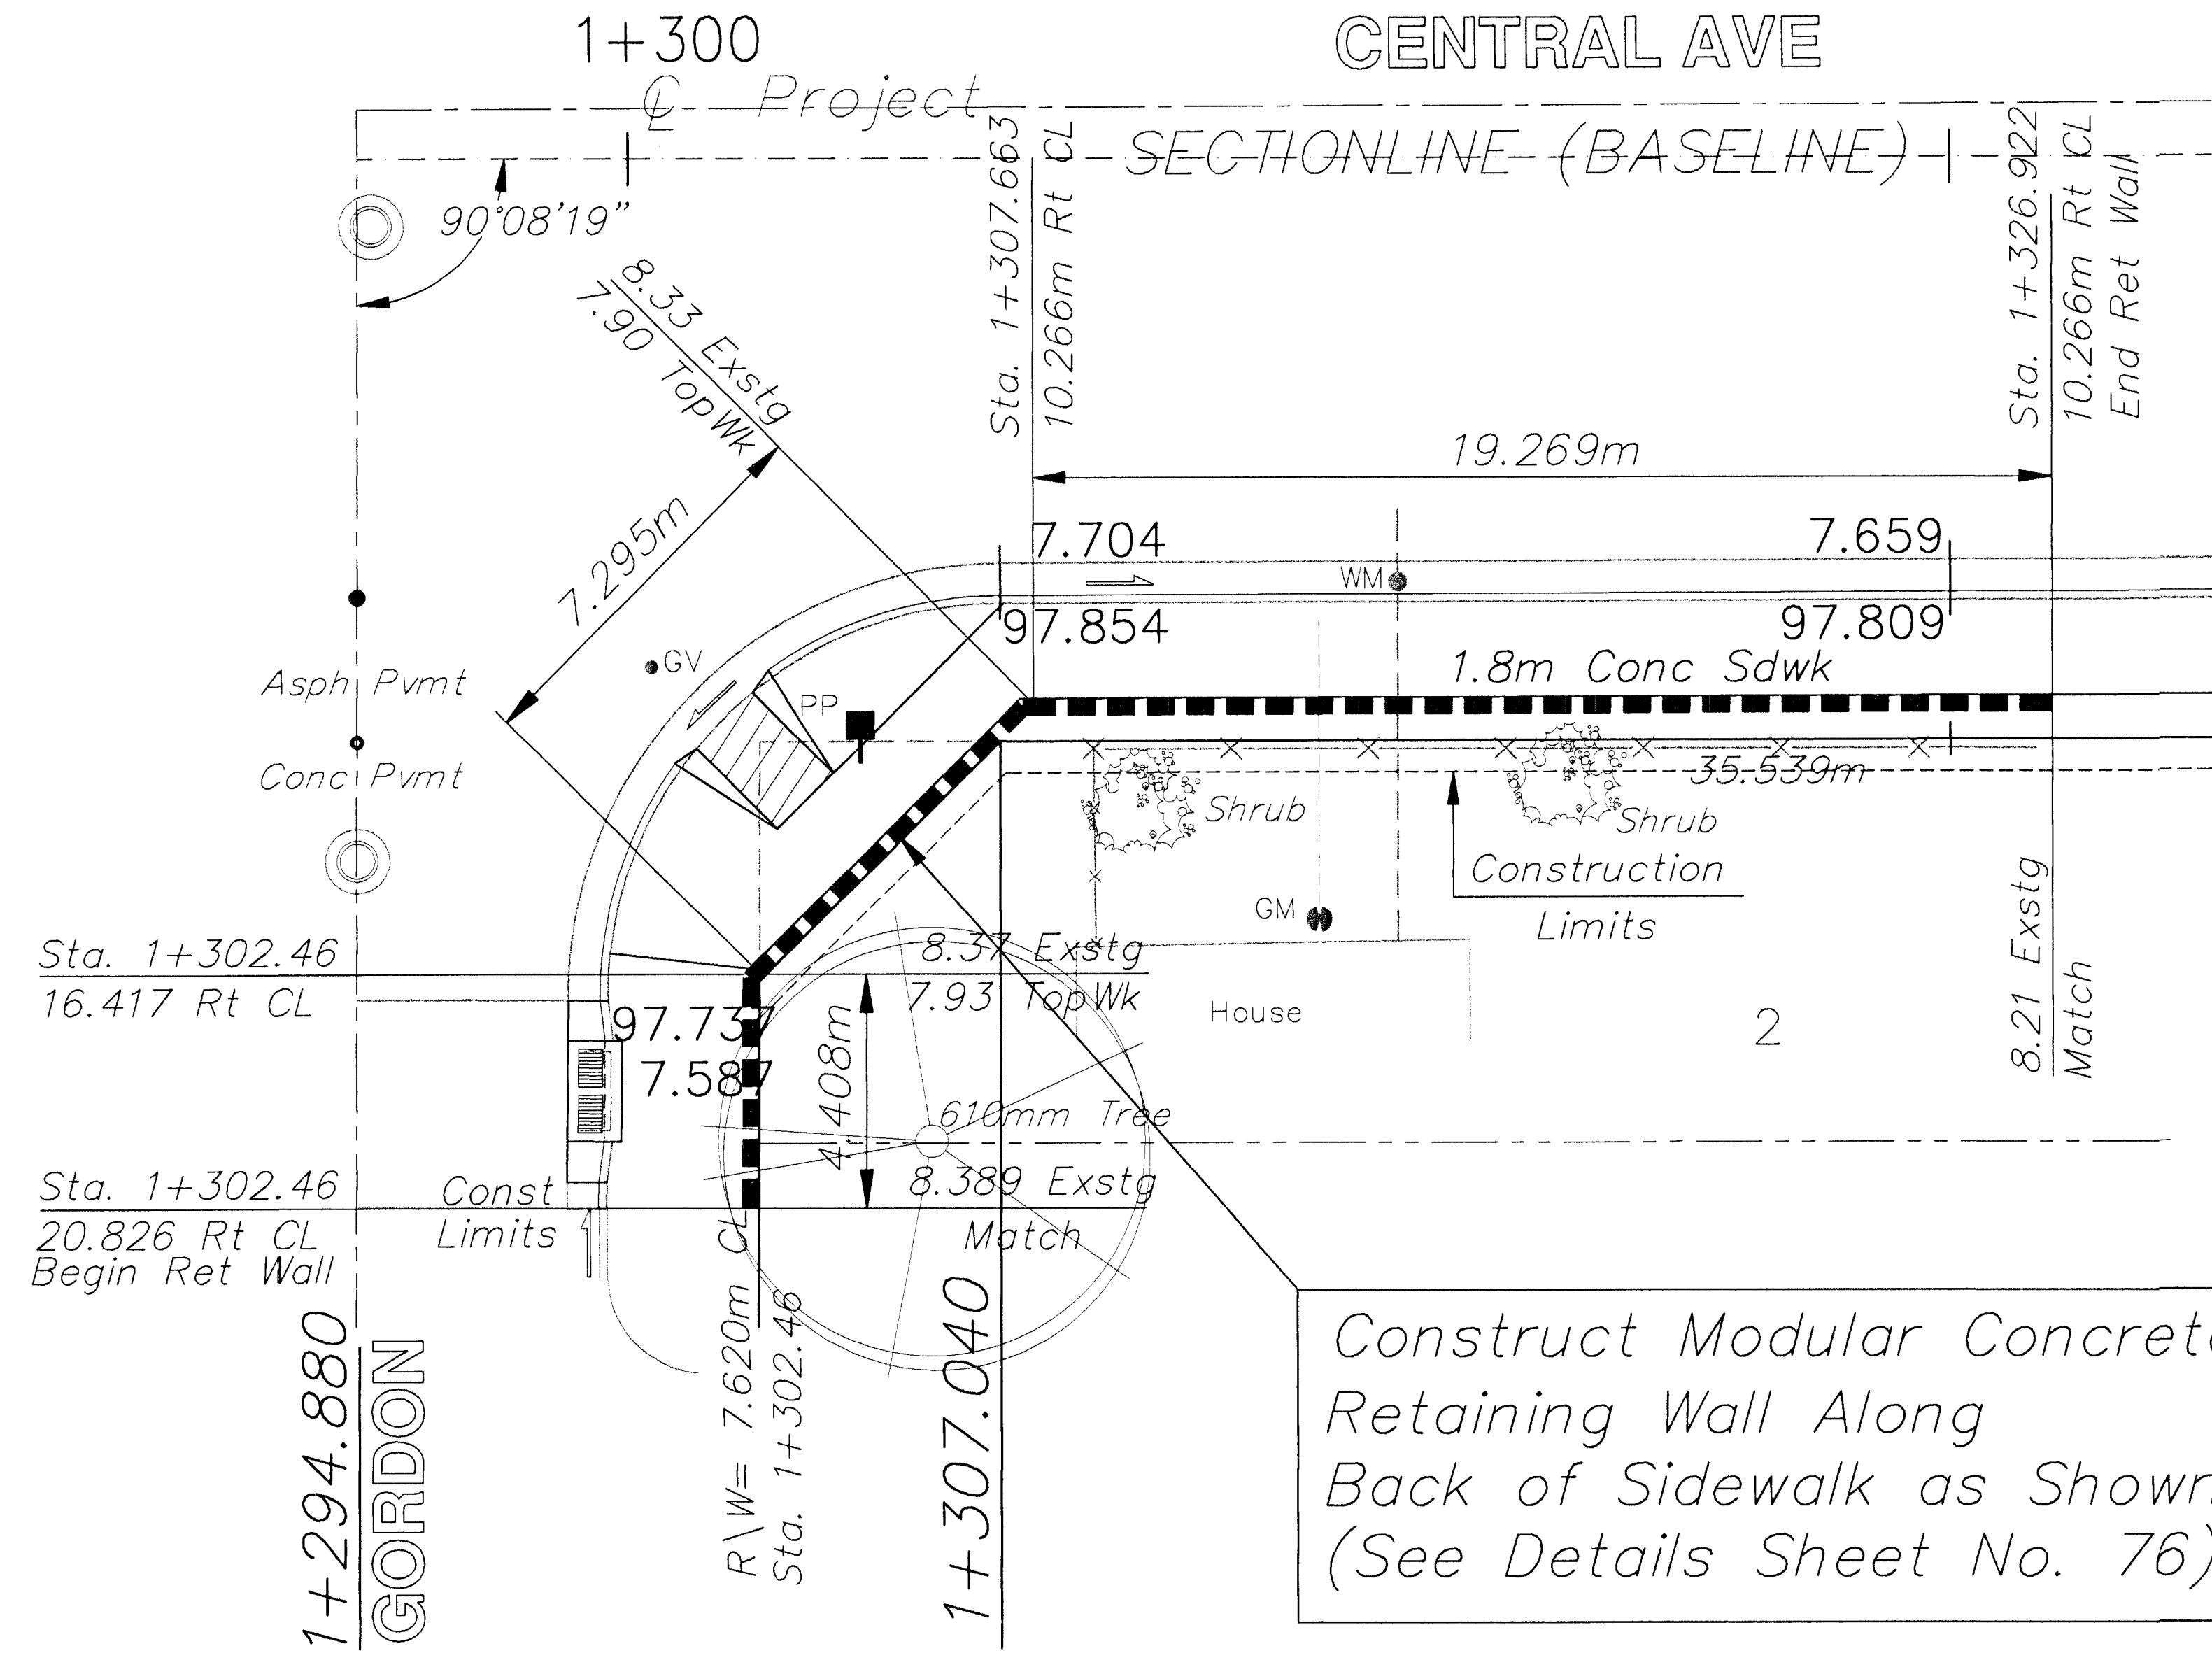 1+300
CENTRAL AVE
℄ Project
SECTIONLINE (BASELINE)
90°08'19"
Sta. 1+307.663
10.266m Rt CL
Sta. 1+326.922
10.266m Rt CL
End Ret Wall
8.33 Exstg
7.90 TopWk
7.295m
19.269m
7.704
7.659
WM
97.854
97.809
GV
1.8m Conc Sdwk
Asph Pvmt
PP
Conc Pvmt
35.539m
Shrub
Shrub
Construction
Limits
GM
8.21 Exstg
Match
Sta. 1+302.46
16.417 Rt CL
8.37 Exstg
7.93 TopWk
House
2
97.737
7.587
4.408m
610mm Tree
Sta. 1+302.46
20.826 Rt CL
Begin Ret Wall
Const
Limits
8.389 Exstg
Match
1+294.880
GORDON
R\W= 7.620m CL
Sta. 1+302.46
1+307.040
Construct Modular Concrete
Retaining Wall Along
Back of Sidewalk as Shown
(See Details Sheet No. 76)